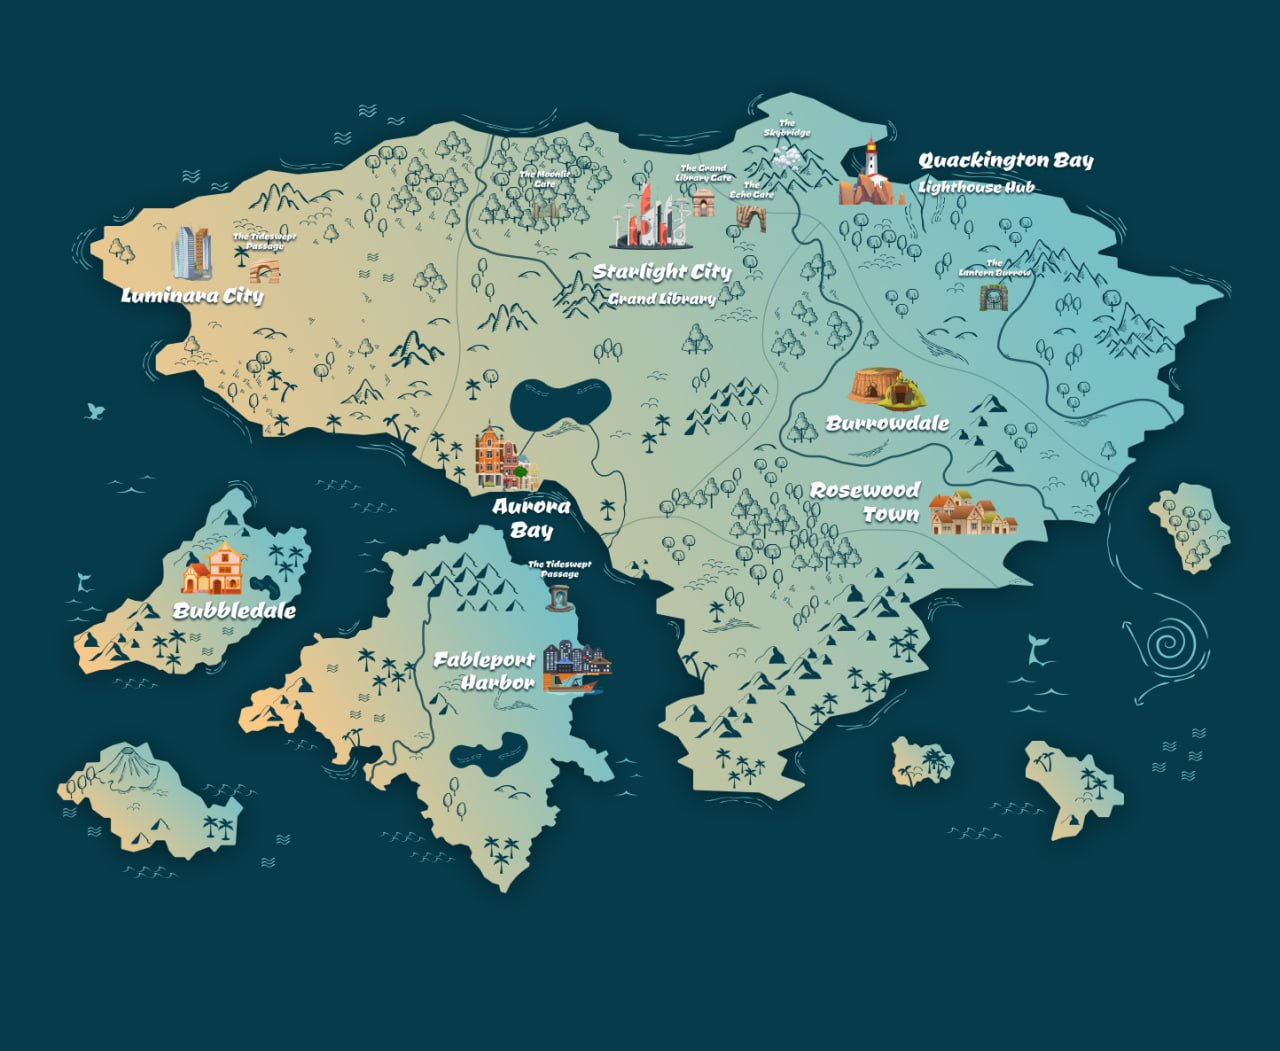 The
Skybridge
Quackington Bay
Lighthouse Hub
The Grand
Library Gate
The Moonlit
Gate
The
Echo Gate
The Tideswept
Passage
Luminara City
Starlight City
Grand Library
The
Lantern Burrow
Burrowdale
Rosewood
Town
Aurora
Bay
The Tideswept
Passage
Bubbledale
Fableport
Harbor